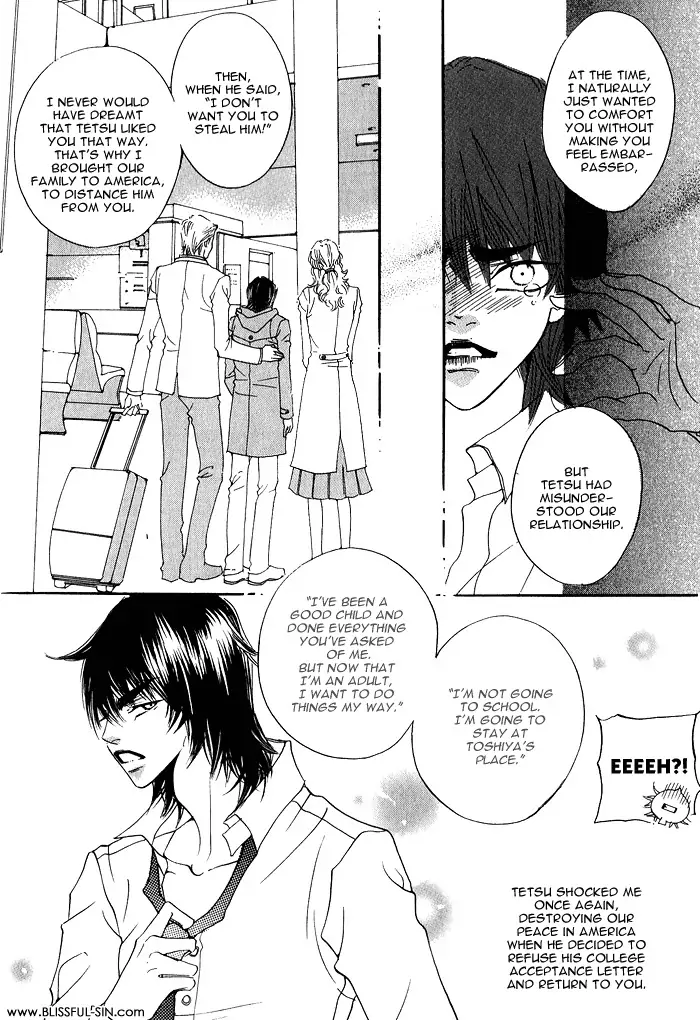 AT THE TIME,
I NATURALLY
JUST WANTED
TO COMFORT
YOU WITHOUT
MAKING YOU
FEEL EMBAR-
RASSED,
BUT
TETSU HAD
MISUNDER-
STOOD OUR
RELATIONSHIP.
THEN,
WHEN HE SAID,
"I DON'T
WANT YOU TO
STEAL HIM!"
I NEVER WOULD
HAVE DREAMT
THAT TETSU LIKED
YOU THAT WAY.
THAT'S WHY I
BROUGHT OUR
FAMILY TO AMERICA,
TO DISTANCE HIM
FROM YOU.
"I'M NOT GOING
TO SCHOOL.
I'M GOING TO
STAY AT
TOSHIYA'S
PLACE."
"I'VE BEEN A
GOOD CHILD AND
DONE EVERYTHING
YOU'VE ASKED
OF ME.
BUT NOW THAT
I'M AN ADULT,
I WANT TO DO
THINGS MY WAY."
EEEEH?!
TETSU SHOCKED ME
ONCE AGAIN,
DESTROYING OUR
PEACE IN AMERICA
WHEN HE DECIDED TO
REFUSE HIS COLLEGE
ACCEPTANCE LETTER
AND RETURN TO YOU.
www.BLISSFUL-SIN.com